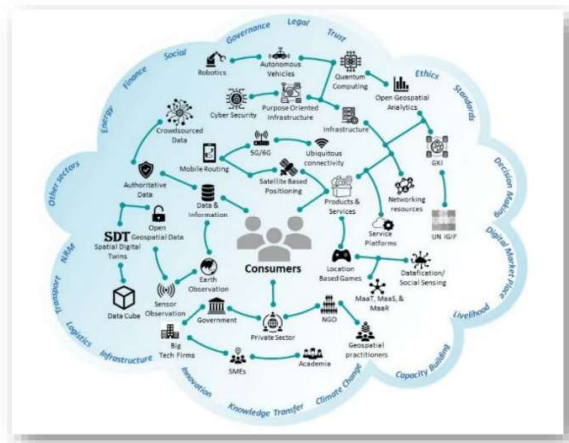 Governance
Legal
Trust
Social
Finance
Energy
Other sectors
NRM
Transport
Logistics
Infrastructure
Innovation
Knowledge Transfer
Climate Change
Capacity Building
Livelihood
Digital Market Place
Decision Making
Standards
Ethics
Robotics
Autonomous
Vehicles
Quantum
Computing
Open Geospatial
Analytics
Cyber Security
Purpose Oriented
Infrastructure
Infrastructure
Crowdsourced
Data
5G/6G
Ubiquitous
connectivity
GKI
Mobile Routing
Satellite Based
Positioning
Authoritative Data
Data &
Information
Products
& Services
Networking
resources
Open
Geospatial Data
SDT
Spatial Digital
Twins
Service
Platforms
UN IGIF
Consumers
Earth
Observation
Location
Based Games
Datafication/
Social Sensing
Data Cube
Sensor
Observation
MaaT, MaaS, &
MaaR
Government
Private Sector
NGO
Big
Tech Firms
SMEs
Academia
Geospatial
practitioners